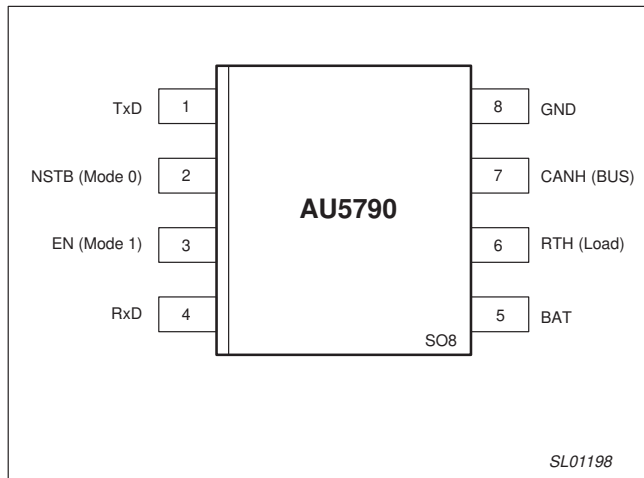 TxD 1 8 GND
NSTB (Mode 0) 2 7 CANH (BUS)
AU5790
EN (Mode 1) 3 6 RTH (Load)
RxD 4 5 BAT
SO8
SL01198